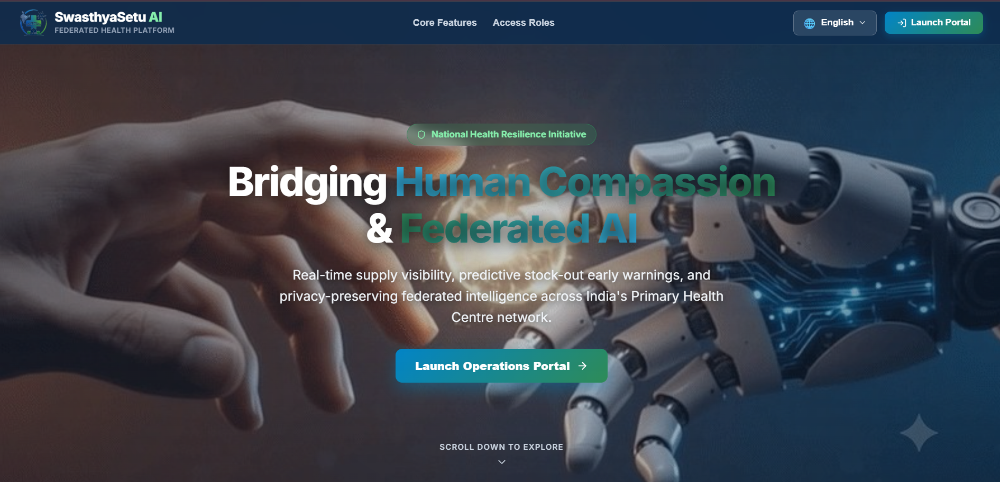 SwasthyaSetu AI
FEDERATED HEALTH PLATFORM
Core Features
Access Roles
English
Launch Portal
National Health Resilience Initiative
Bridging Human Compassion
& Federated AI
Real-time supply visibility, predictive stock-out early warnings, and
privacy-preserving federated intelligence across India's Primary Health
Centre network.
Launch Operations Portal
SCROLL DOWN TO EXPLORE